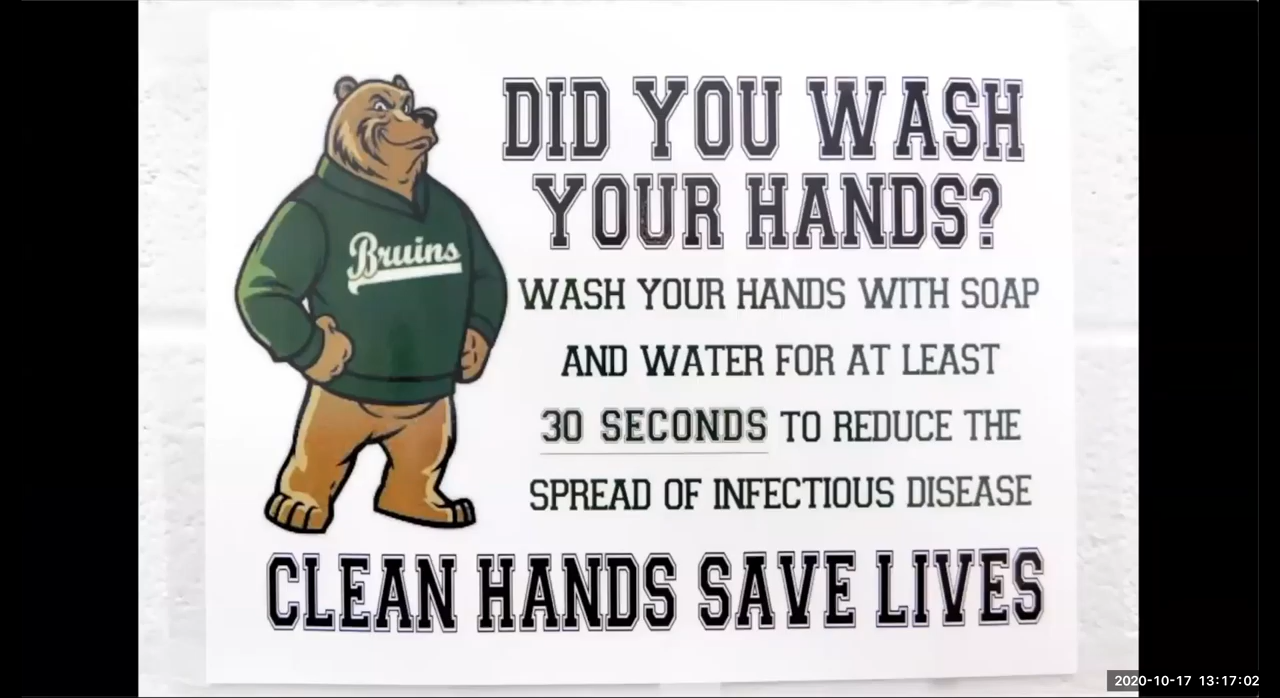 DID YOU WASH
YOUR HANDS?
Bruins
WASH YOUR HANDS WITH SOAP
AND WATER FOR AT LEAST
30 SECONDS TO REDUCE THE
SPREAD OF INFECTIOUS DISEASE
CLEAN HANDS SAVE LIVES
2020-10-17 13:17:02